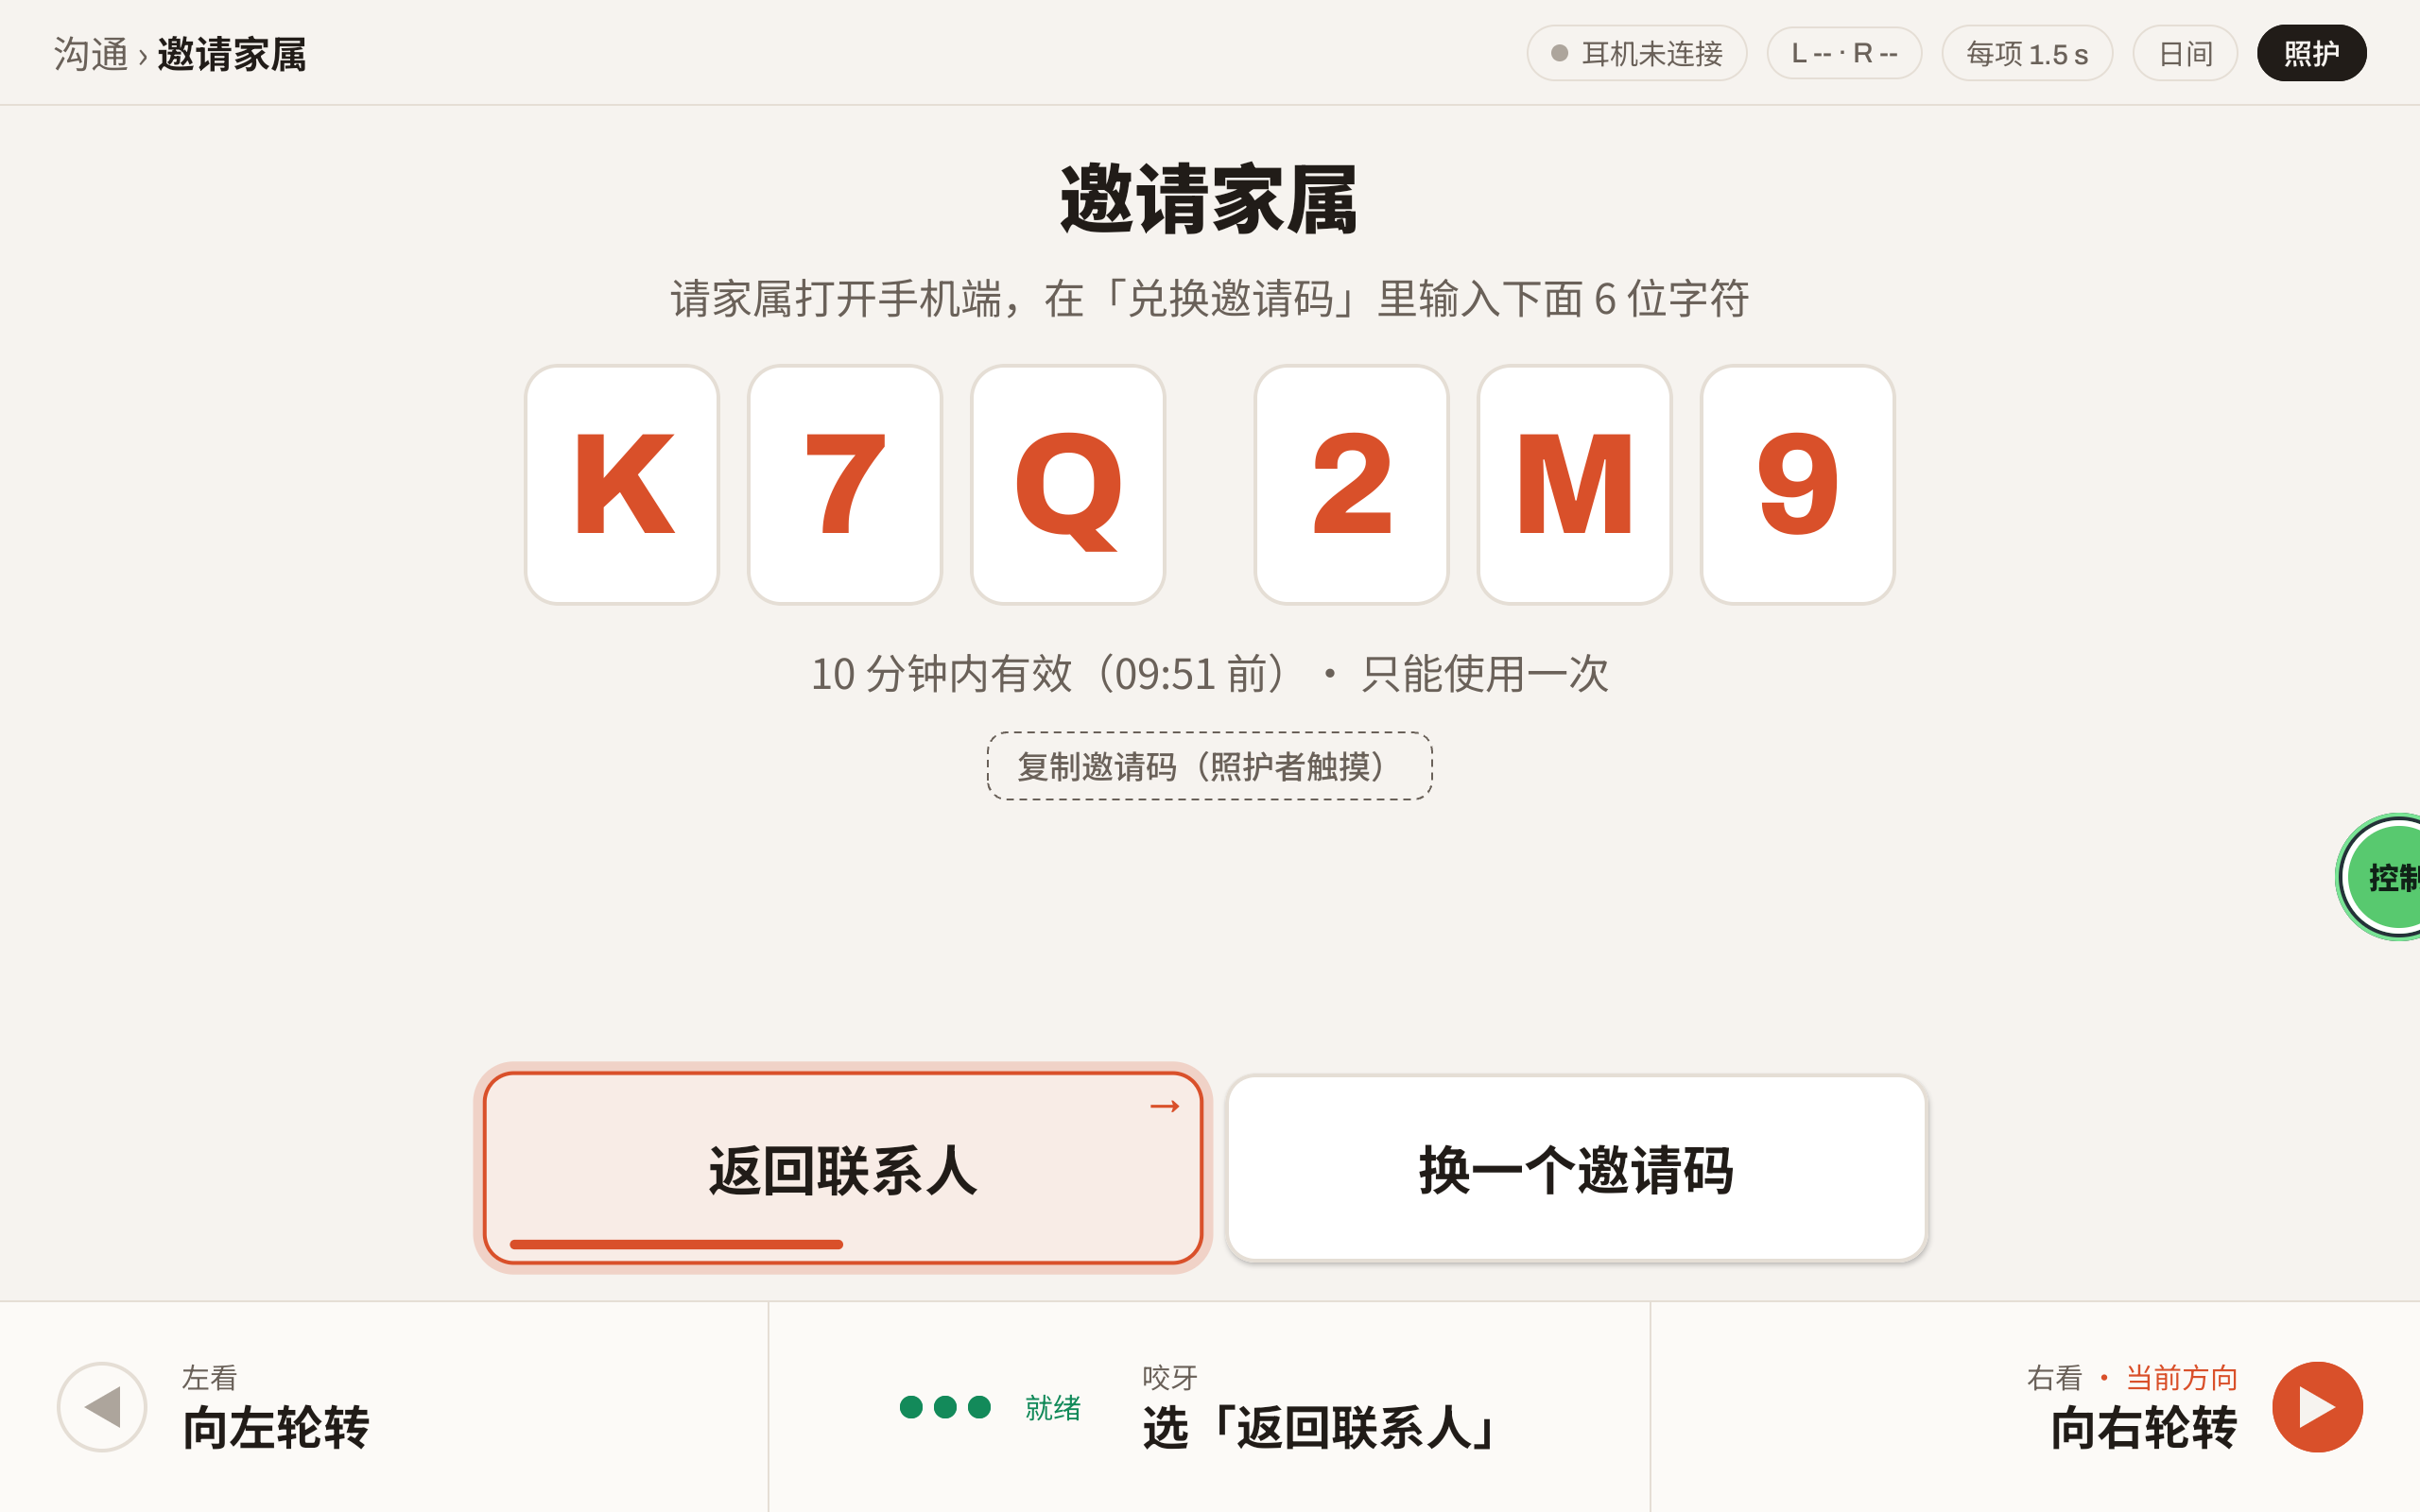 沟通 › 邀请家属
耳机未连接
L -- · R --
每项 1.5 s
日间
照护
邀请家属
请家属打开手机端，在「兑换邀请码」里输入下面 6 位字符
K 7 Q 2 M 9
10 分钟内有效（09:51 前） · 只能使用一次
复制邀请码（照护者触摸）
控制
→
返回联系人
换一个邀请码
左看
向左轮转
就绪
咬牙
选「返回联系人」
右看 · 当前方向
向右轮转